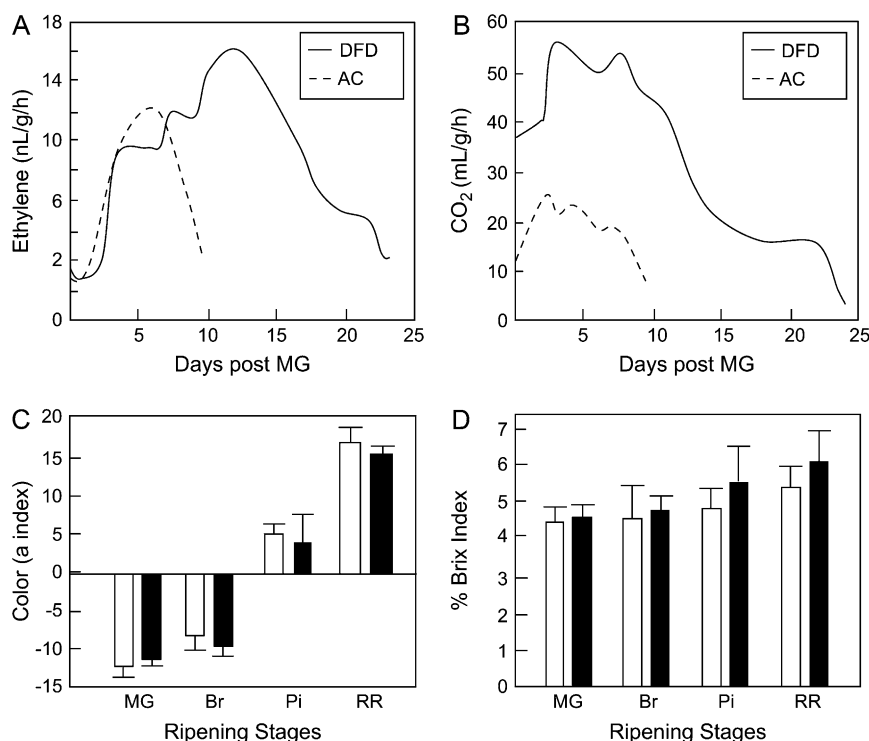 A
Ethylene (nL/g/h)
18
16
12
10
6
2
0
5
10
15
20
25
Days post MG
DFD
AC
B
CO2 (mL/g/h)
60
50
40
30
20
10
0
5
10
15
20
25
Days post MG
DFD
AC
C
Color (a index)
20
15
10
5
0
-5
-10
-15
MG Br Pi RR
Ripening Stages
D
% Brix Index
7
6
5
4
3
2
1
0
MG Br Pi RR
Ripening Stages